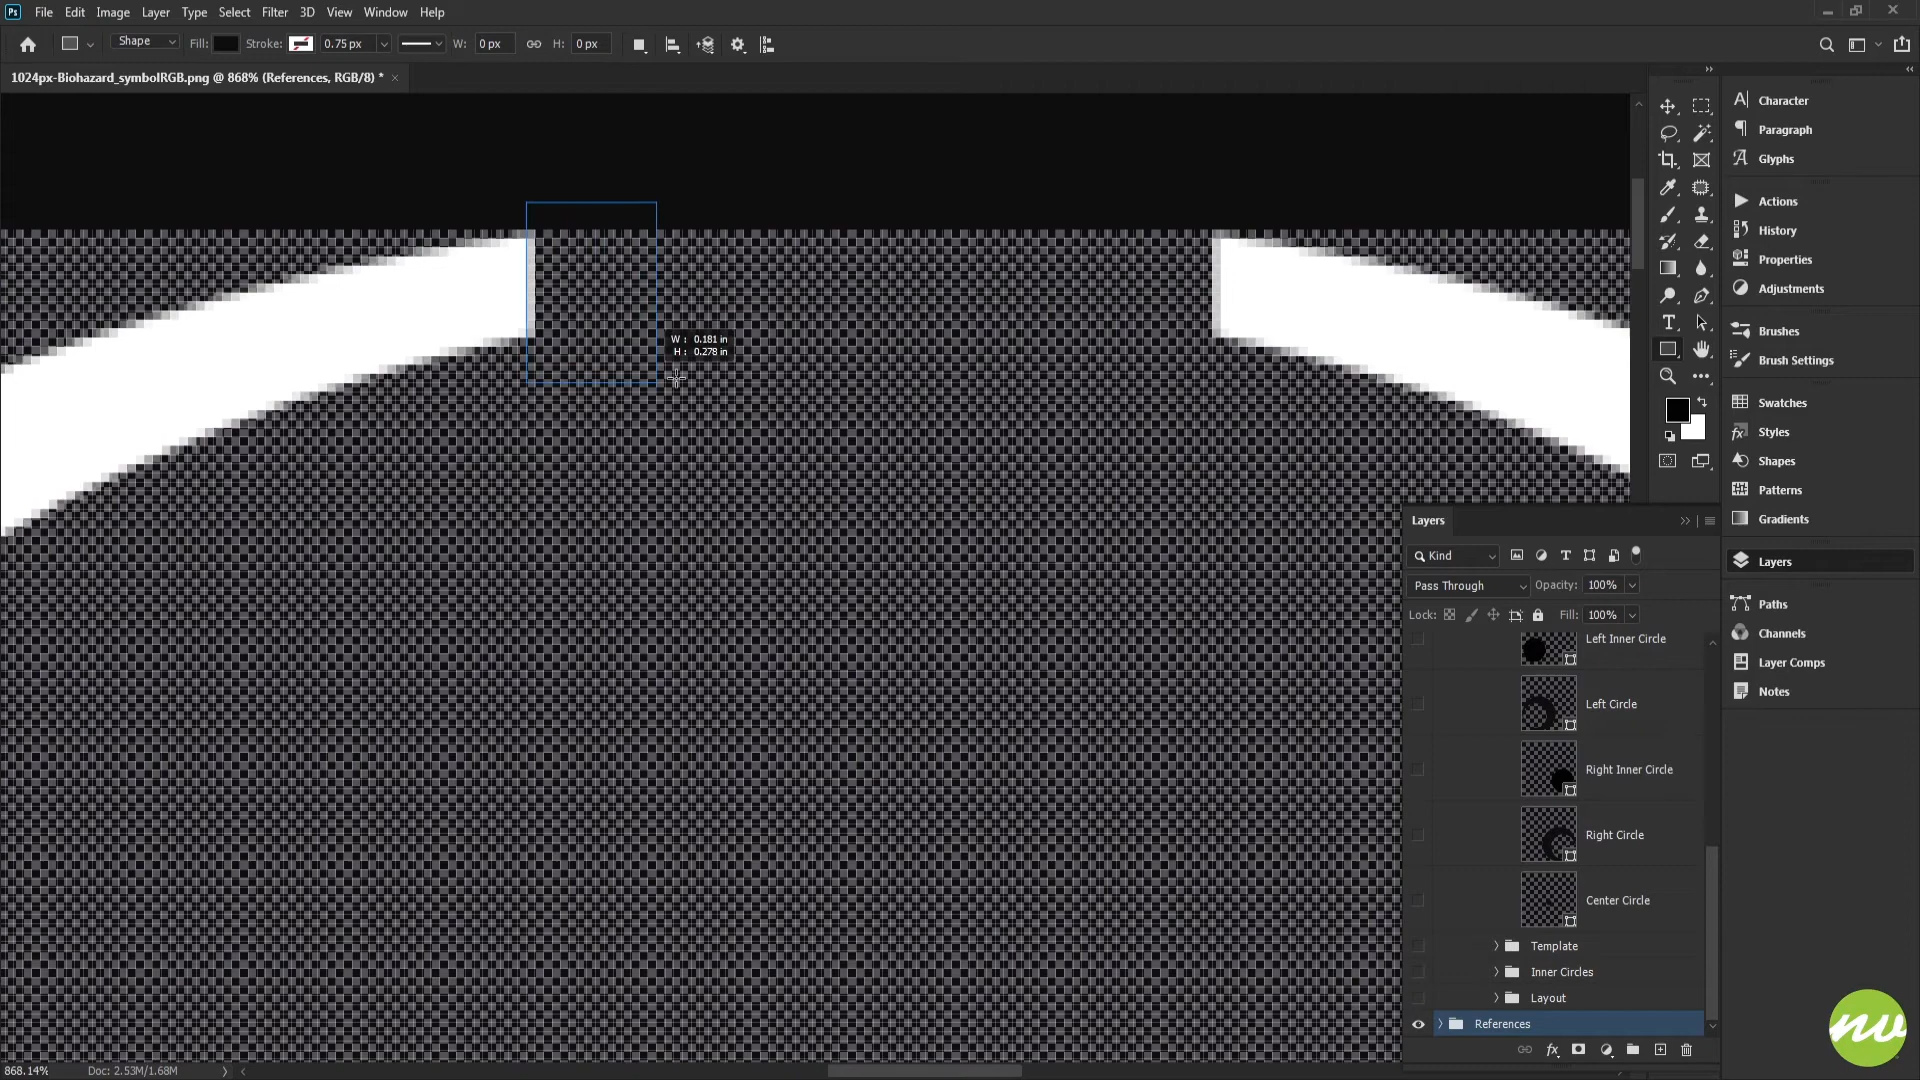 Ps File Edit Image Layer Type Select Filter 3D View Window Help
Shape Fill: Stroke: 0.75 px W: 0 px H: 0 px
1024px-Biohazard_symbolRGB.png @ 868% (References, RGB/8) *
W : 0.181 in
H : 0.278 in
Character
Paragraph
Glyphs
Actions
History
Properties
Adjustments
Brushes
Brush Settings
Swatches
Styles
Shapes
Patterns
Gradients
Layers
Paths
Channels
Layer Comps
Notes
Layers
Kind
Pass Through Opacity: 100%
Lock: Fill: 100%
Left Inner Circle
Left Circle
Right Inner Circle
Right Circle
Center Circle
Template
Inner Circles
Layout
References
fx
nv
868.14% Doc: 2.53M/1.68M